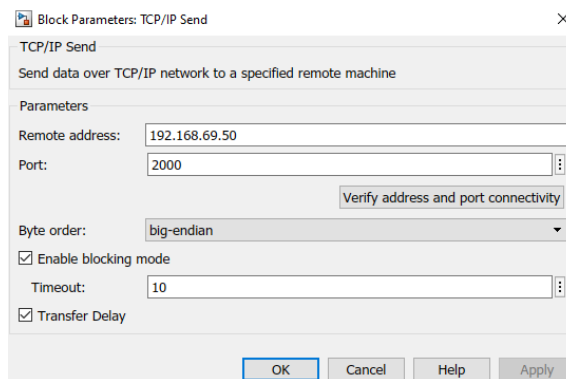 Block Parameters: TCP/IP Send
TCP/IP Send
Send data over TCP/IP network to a specified remote machine
Parameters
Remote address: 192.168.69.50
Port: 2000
Verify address and port connectivity
Byte order: big-endian
Enable blocking mode
Timeout: 10
Transfer Delay
OK Cancel Help Apply